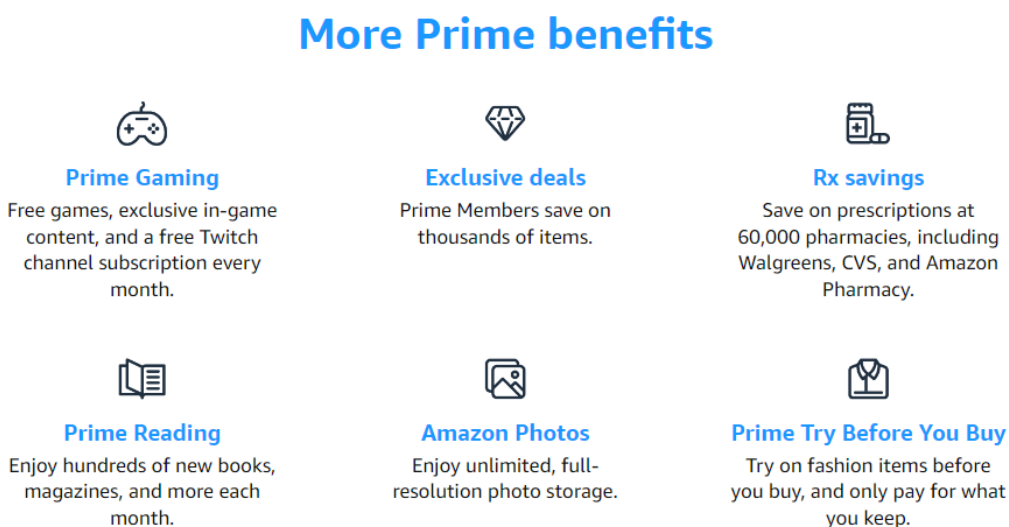 More Prime benefits
Prime Gaming
Free games, exclusive in-game
content, and a free Twitch
channel subscription every
month.
Exclusive deals
Prime Members save on
thousands of items.
Rx savings
Save on prescriptions at
60,000 pharmacies, including
Walgreens, CVS, and Amazon
Pharmacy.
Prime Reading
Enjoy hundreds of new books,
magazines, and more each
month.
Amazon Photos
Enjoy unlimited, full-
resolution photo storage.
Prime Try Before You Buy
Try on fashion items before
you buy, and only pay for what
you keep.